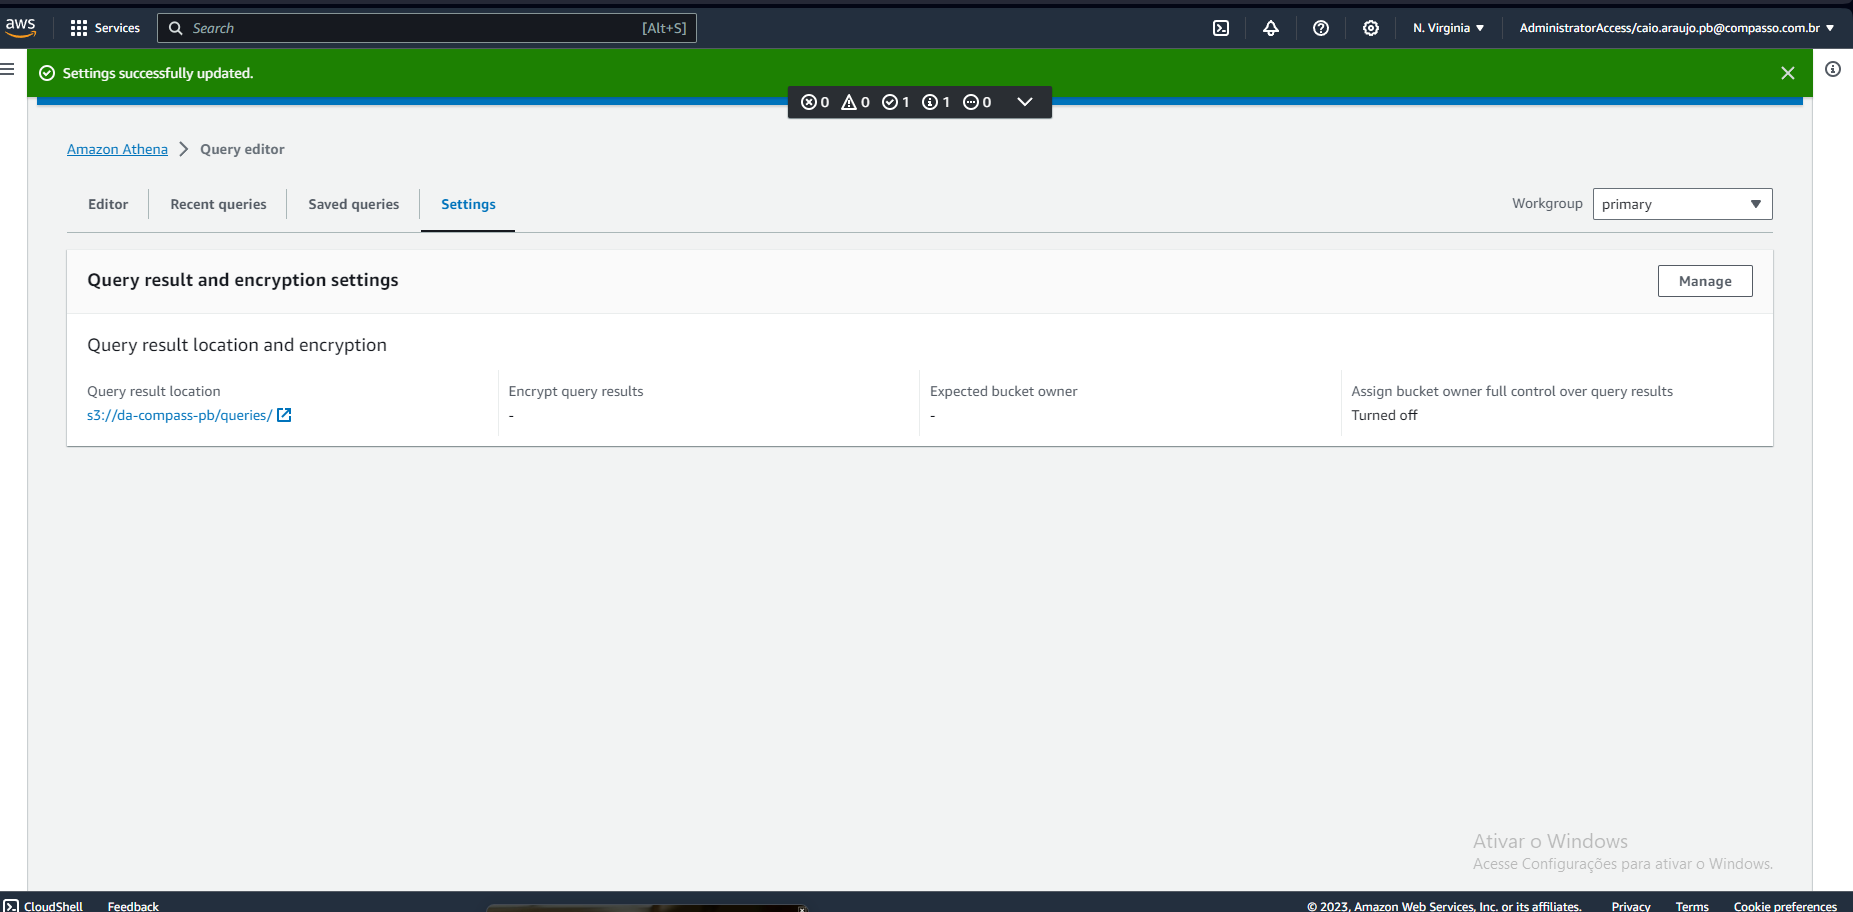 aws
Services
Search
[Alt+S]
N. Virginia
AdministratorAccess/caio.araujo.pb@compasso.com.br
Settings successfully updated.
0 0 1 1 0
Amazon Athena
Query editor
Editor
Recent queries
Saved queries
Settings
Workgroup
primary
Query result and encryption settings
Manage
Query result location and encryption
Query result location
s3://da-compass-pb/queries/
Encrypt query results
-
Expected bucket owner
-
Assign bucket owner full control over query results
Turned off
Ativar o Windows
Acesse Configurações para ativar o Windows.
CloudShell
Feedback
© 2023, Amazon Web Services, Inc. or its affiliates.
Privacy
Terms
Cookie preferences